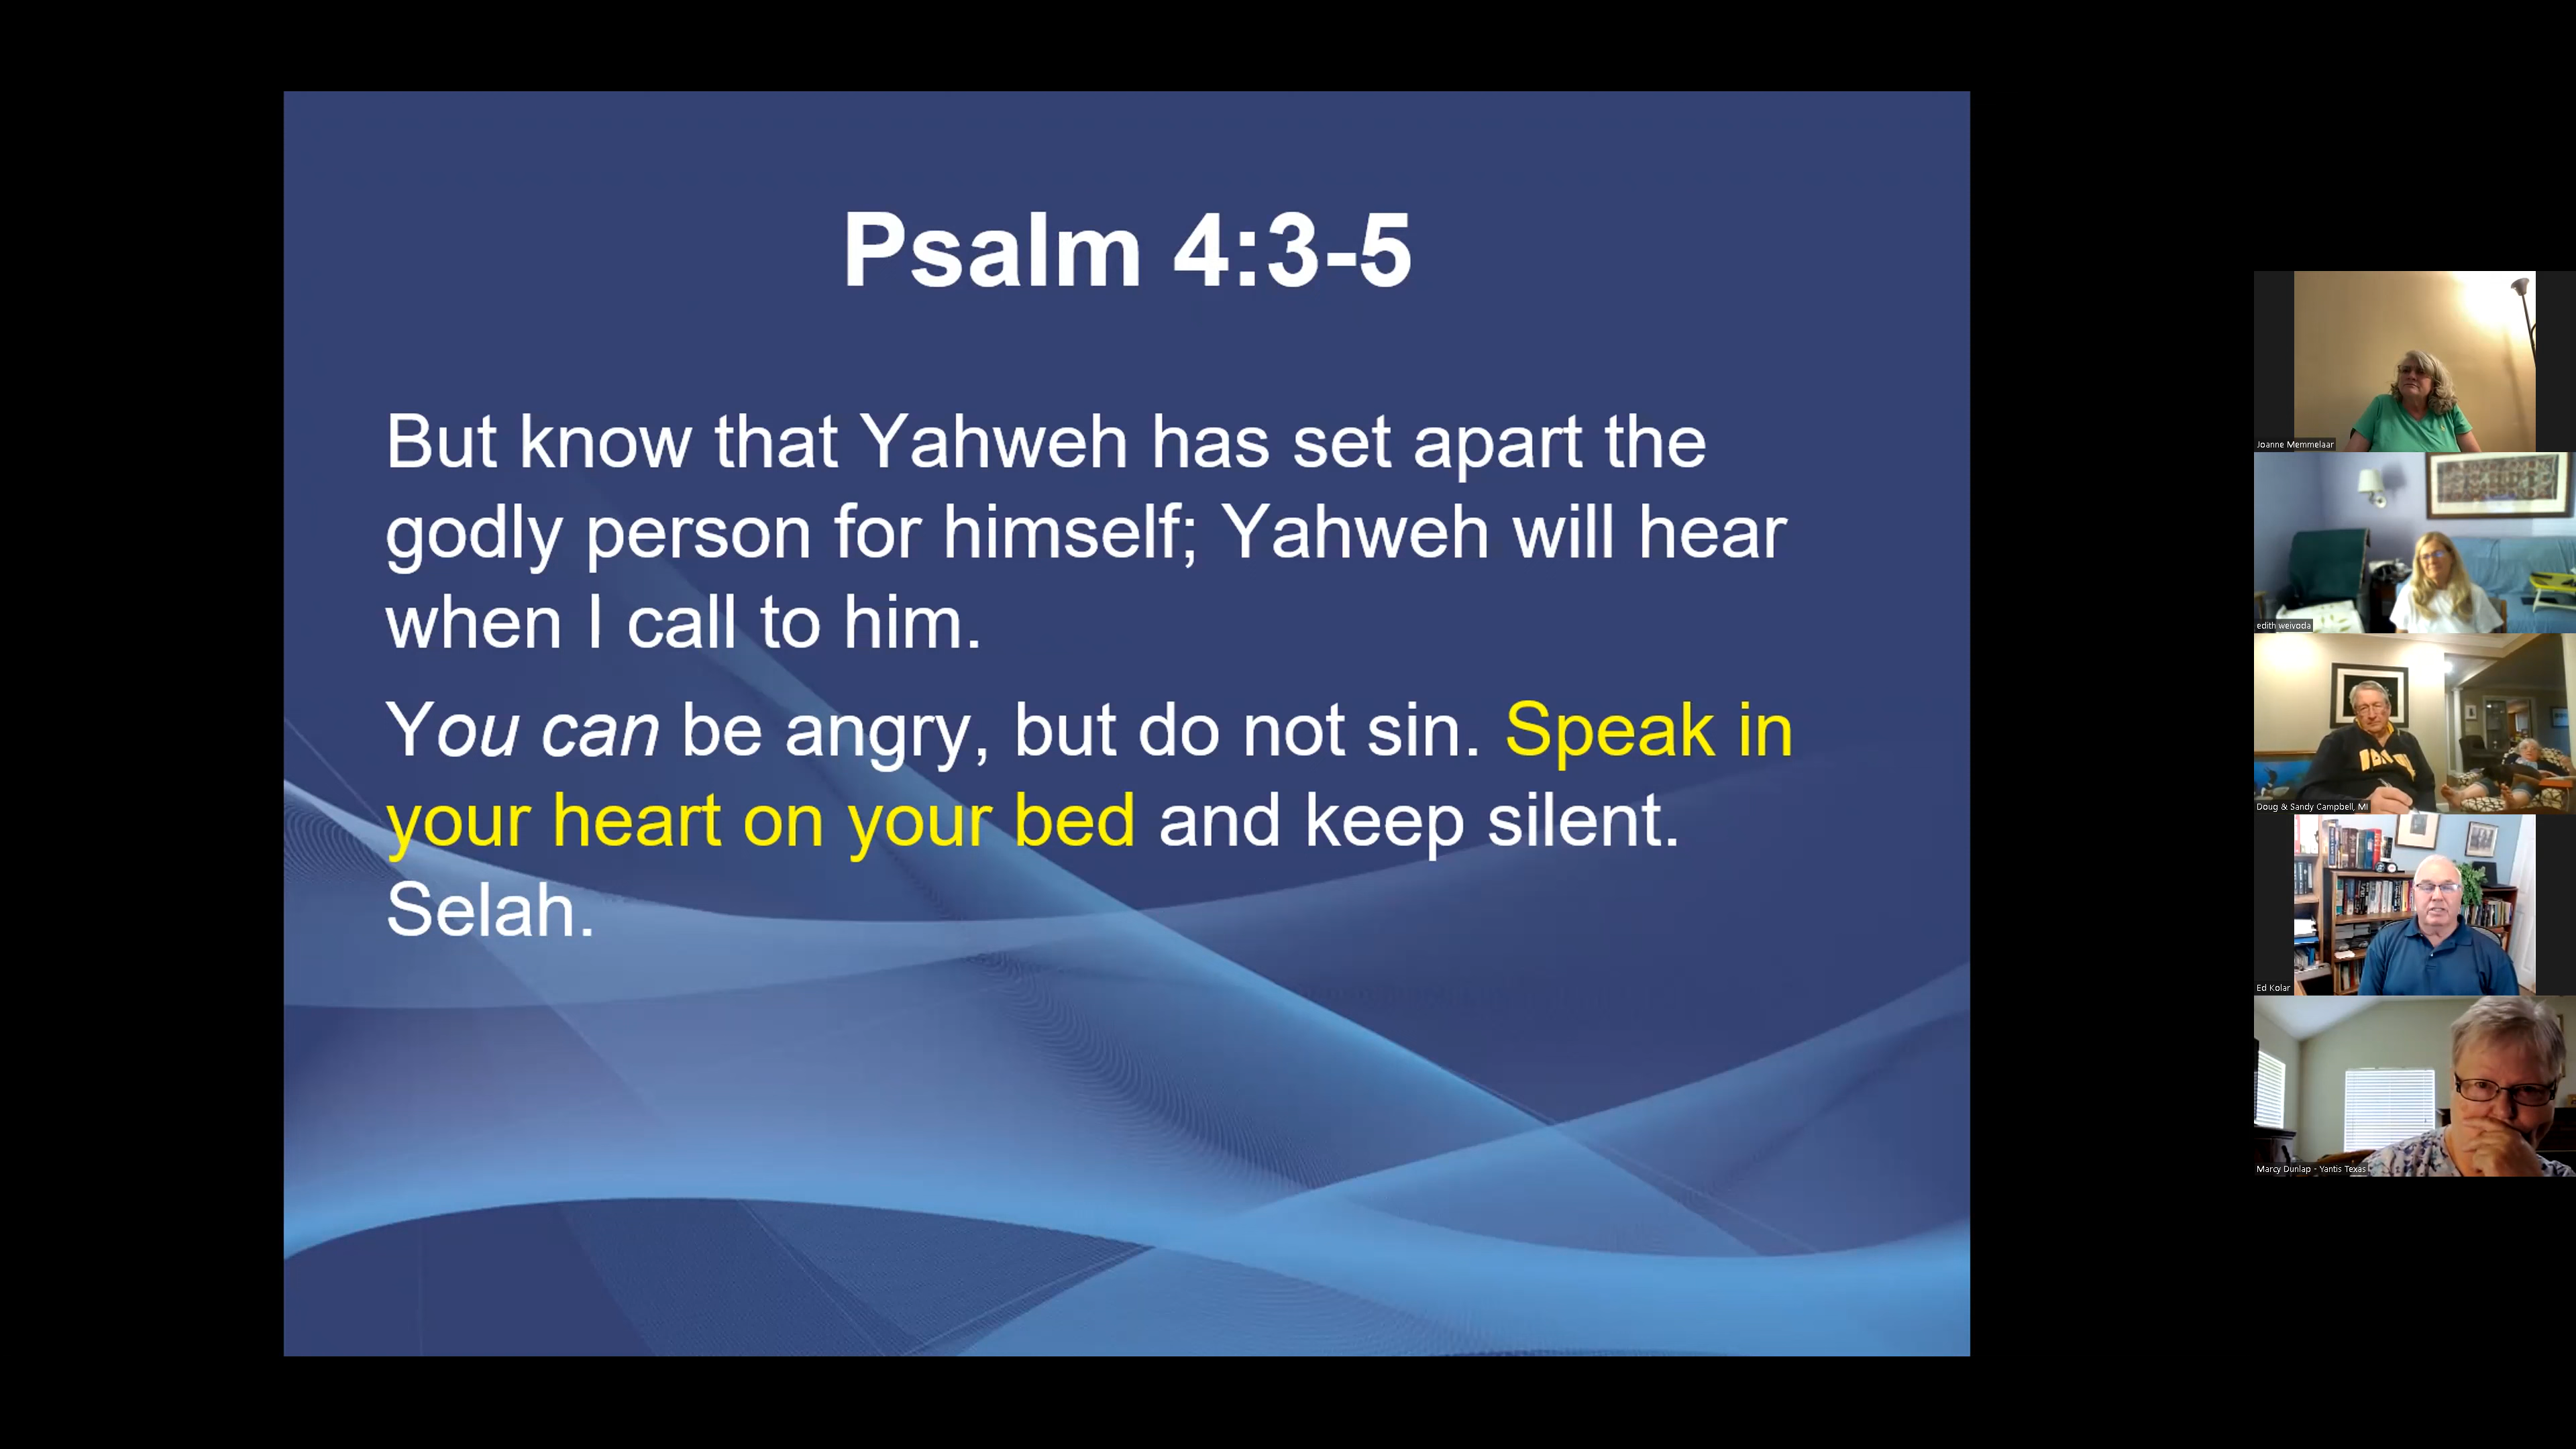 Psalm 4:3-5
But know that Yahweh has set apart the
godly person for himself; Yahweh will hear
when I call to him.
You can be angry, but do not sin. Speak in
your heart on your bed and keep silent.
Selah.
Joanne Memmelaar
edith weivoda
Doug & Sandy Campbell, MI
Ed Kolar
Marcy Dunlap - Yantis Texas